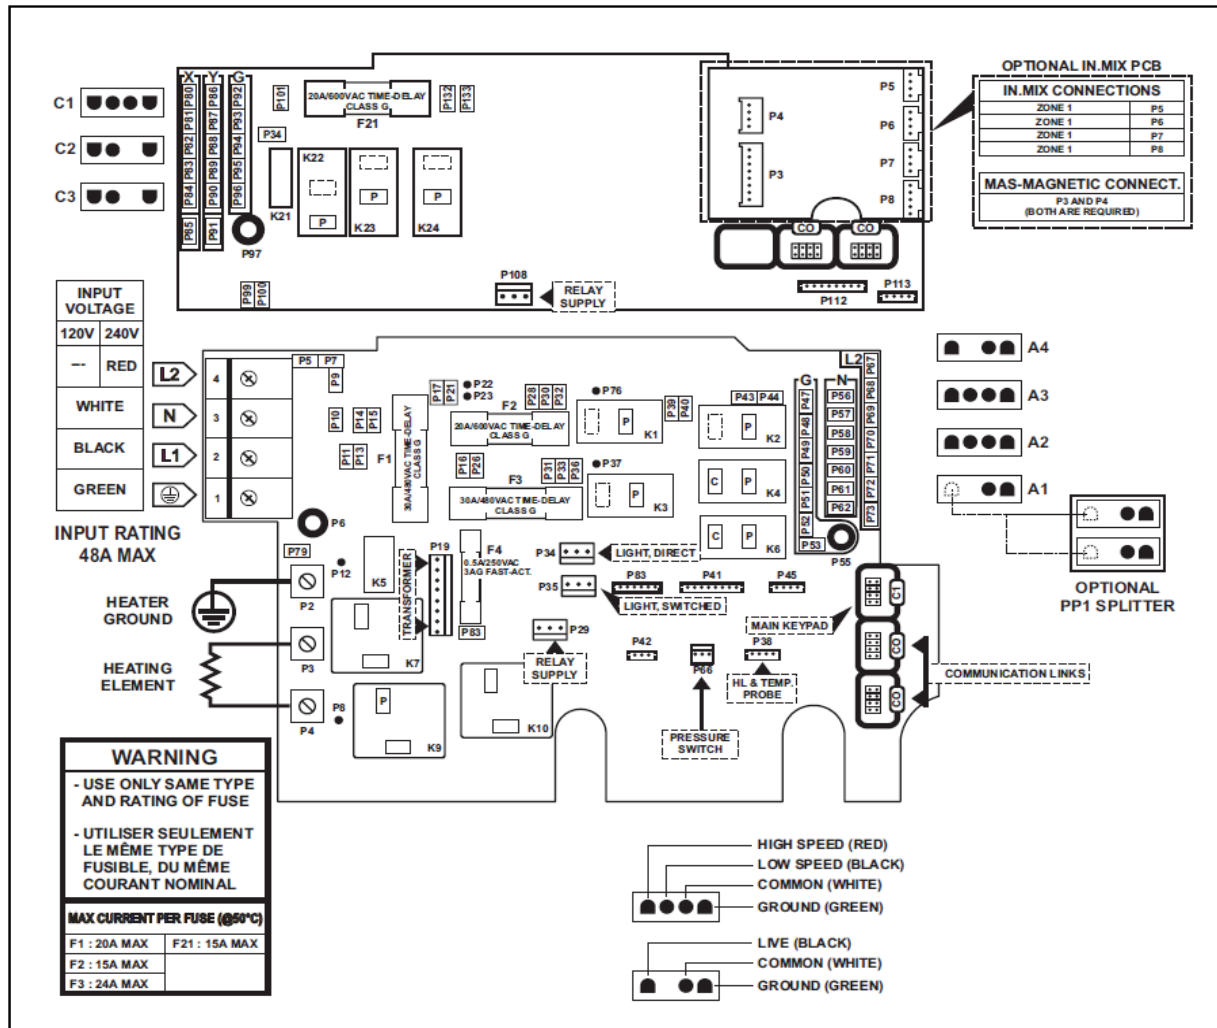 C1
C2
C3
X Y G
P80
P81
P82
P83
P84
P85
P86
P87
P88
P89
P90
P91
P92
P93
P94
P95
P96
P97
P101
20A/600VAC TIME-DELAY
CLASS G
F21
P132
P133
P34
K21
K22
P
K23
P
K24
P
P99
P100
P108
RELAY
SUPPLY
P4
P3
P5
P6
P7
P8
CO
CO
P112
P113
OPTIONAL IN.MIX PCB
IN.MIX CONNECTIONS
ZONE 1 P5
ZONE 1 P6
ZONE 1 P7
ZONE 1 P8
MAS-MAGNETIC CONNECT.
P3 AND P4
(BOTH ARE REQUIRED)
INPUT
VOLTAGE
120V 240V
--- RED
WHITE
BLACK
GREEN
L2
N
L1
4
3
2
1
INPUT RATING
48A MAX
P5 P7
P9
P10
P14
P15
P11
P13
F1
30A/480VAC TIME-DELAY
CLASS G
P17
P21
P22
P23
P28
P30
P32
F2
20A/600VAC TIME-DELAY
CLASS G
P16
P26
F3
P31
P33
P36
30A/480VAC TIME-DELAY
CLASS G
P76
P
K1
P39
P40
P37
P
K3
P43 P44
P
K2
C P
K4
C P
K6
L2
G N
P47
P48
P49
P50
P51
P52
P53
P56
P57
P58
P59
P60
P61
P62
P67
P68
P69
P70
P71
P72
P73
P55
A4
A3
A2
A1
OPTIONAL
PP1 SPLITTER
P6
P79
P12
K5
TRANSFORMER
P19
F4
0.5A/250VAC
3AG FAST-ACT.
P83
P34
LIGHT, DIRECT
P35
LIGHT, SWITCHED
P83
P41
P45
P29
RELAY
SUPPLY
P42
P66
P38
MAIN KEYPAD
HL & TEMP.
PROBE
PRESSURE
SWITCH
C1
CO
CO
COMMUNICATION LINKS
HEATER
GROUND
HEATING
ELEMENT
P2
P3
P4
P8
K7
P
K9
K10
WARNING
- USE ONLY SAME TYPE
AND RATING OF FUSE
- UTILISER SEULEMENT
LE MÊME TYPE DE
FUSIBLE, DU MÊME
COURANT NOMINAL
MAX CURRENT PER FUSE (@50°C)
F1 : 20A MAX F21 : 15A MAX
F2 : 15A MAX
F3 : 24A MAX
HIGH SPEED (RED)
LOW SPEED (BLACK)
COMMON (WHITE)
GROUND (GREEN)
LIVE (BLACK)
COMMON (WHITE)
GROUND (GREEN)